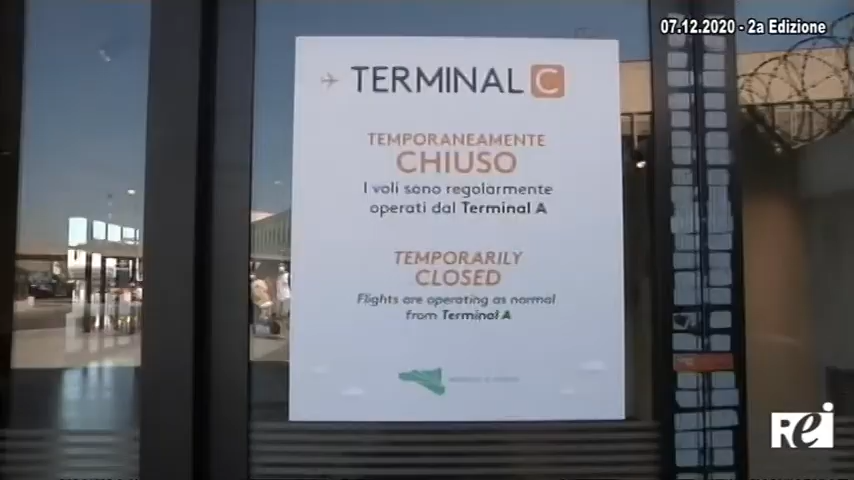 07.12.2020 - 2a Edizione
TERMINAL C
TEMPORANEAMENTE
CHIUSO
I voli sono regolarmente
operati dal Terminal A
TEMPORARILY
CLOSED
Flights are operating as normal
from Terminal A
Rei